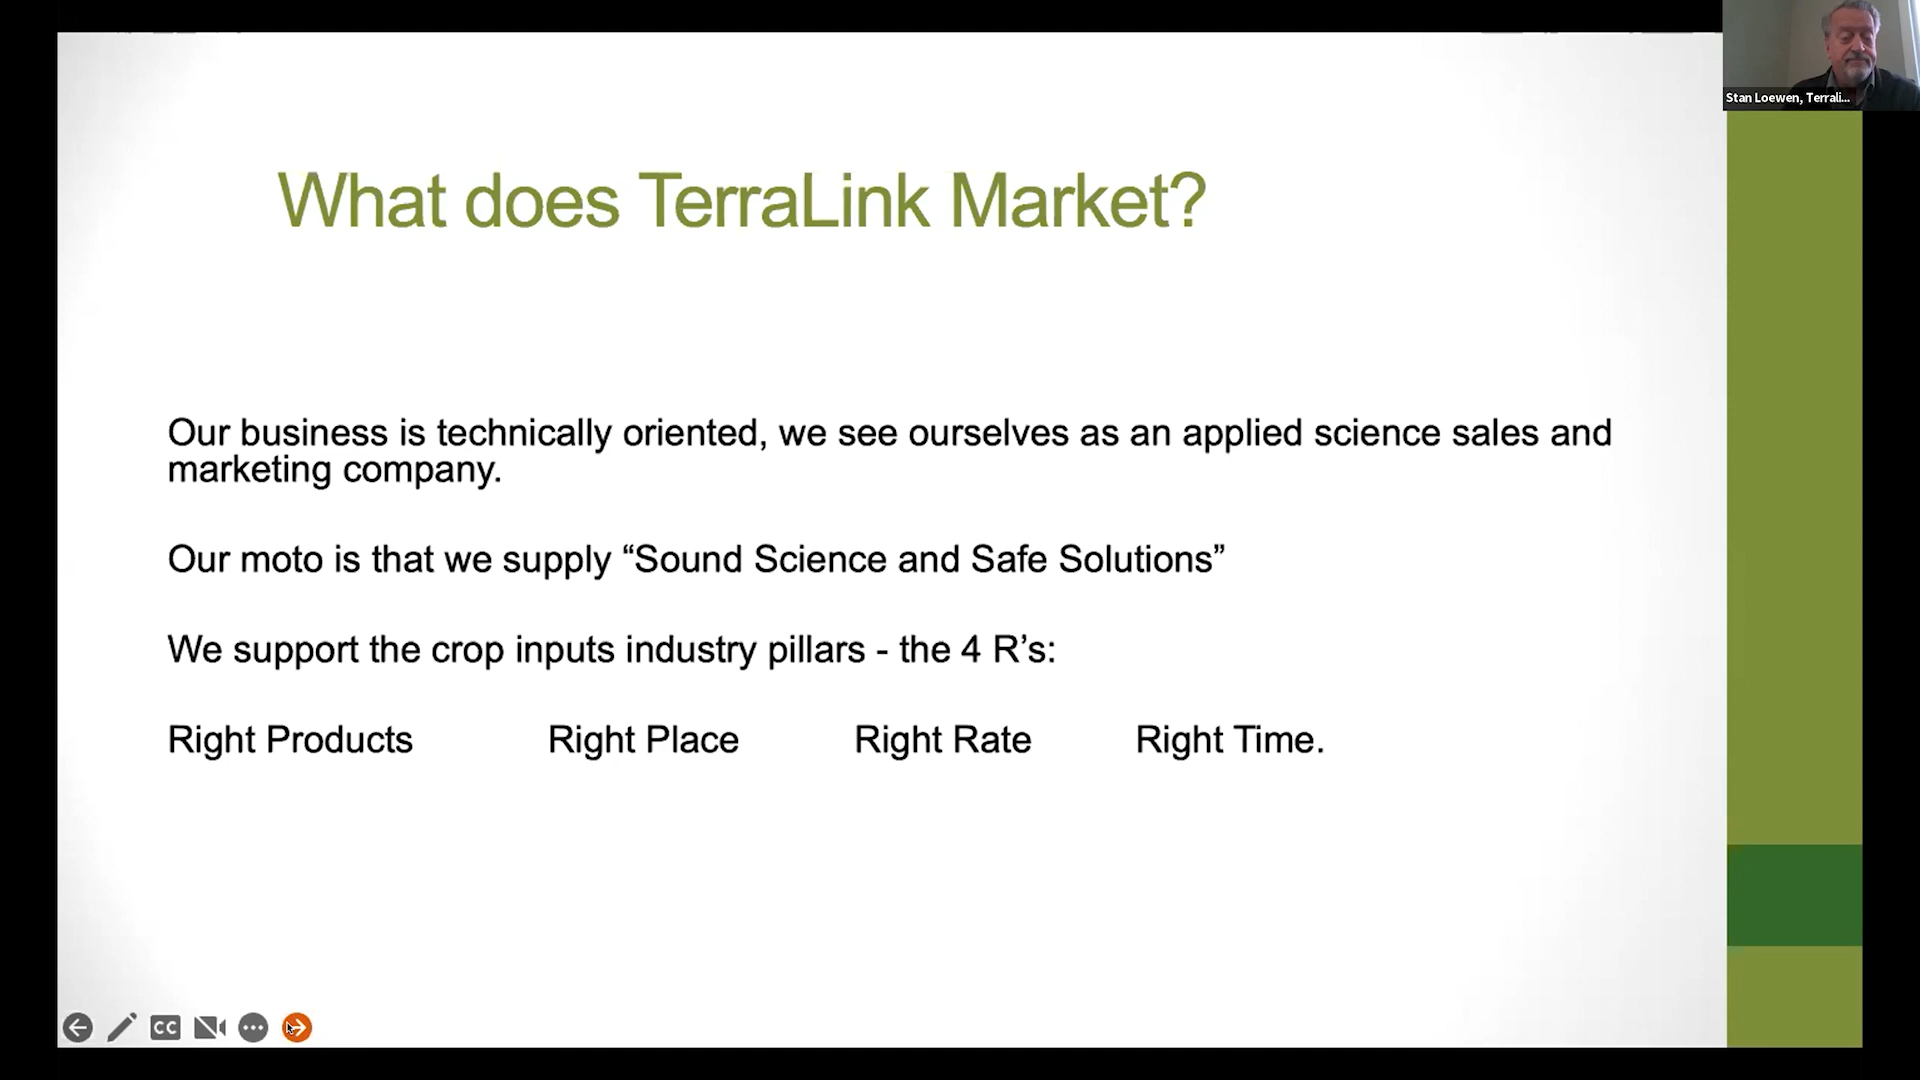 Stan Loewen, Terrali...
What does TerraLink Market?
Our business is technically oriented, we see ourselves as an applied science sales and
marketing company.
Our moto is that we supply “Sound Science and Safe Solutions”
We support the crop inputs industry pillars - the 4 R’s:
Right Products Right Place Right Rate Right Time.
CC